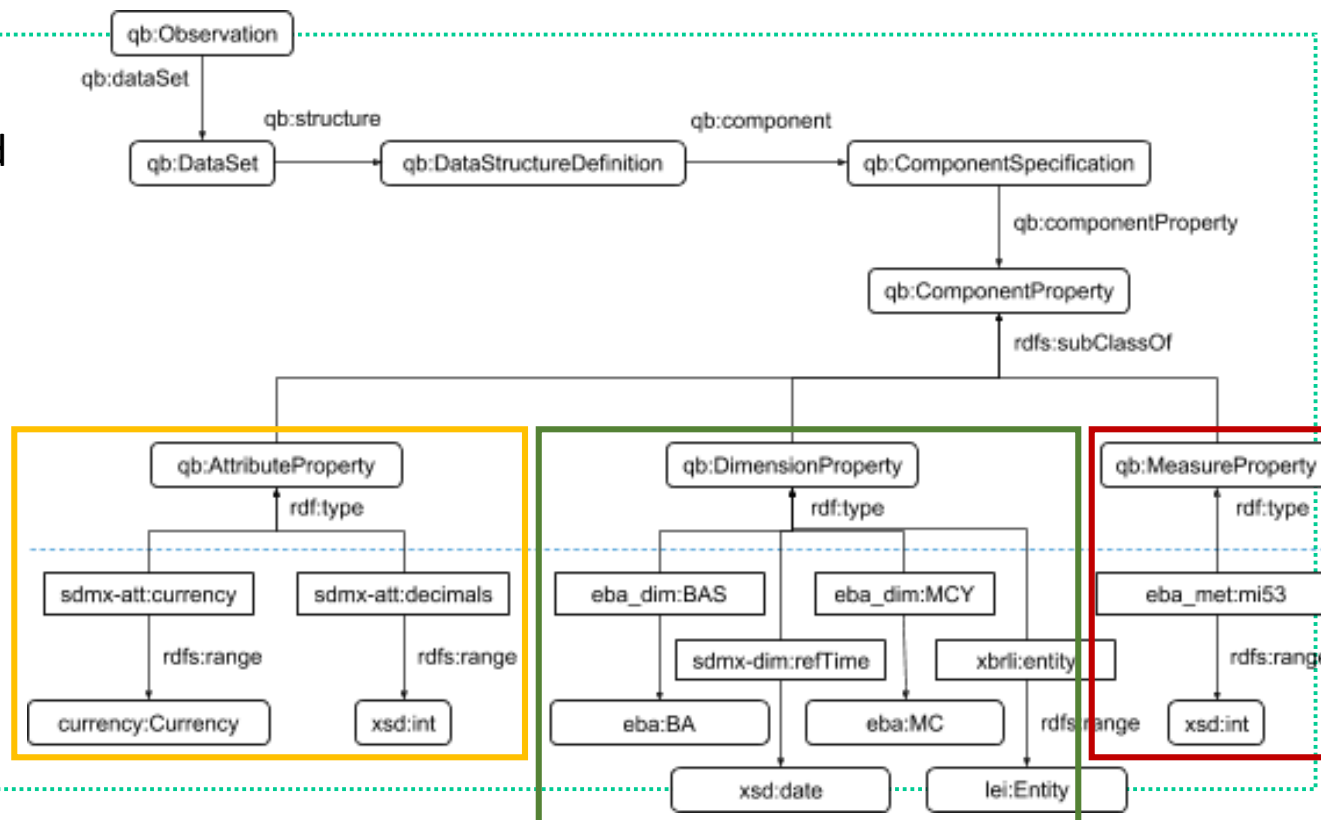 qb:Observation
qb:dataSet
qb:structure
qb:component
d
qb:DataSet
qb:DataStructureDefinition
qb:ComponentSpecification
qb:componentProperty
qb:ComponentProperty
rdfs:subClassOf
qb:AttributeProperty
qb:DimensionProperty
qb:MeasureProperty
rdf:type
rdf:type
rdf:type
sdmx-att:currency
sdmx-att:decimals
eba_dim:BAS
eba_dim:MCY
eba_met:mi53
rdfs:range
rdfs:range
sdmx-dim:refTime
xbrli:entity
rdfs:range
currency:Currency
xsd:int
eba:BA
eba:MC
rdfs:range
xsd:int
xsd:date
lei:Entity